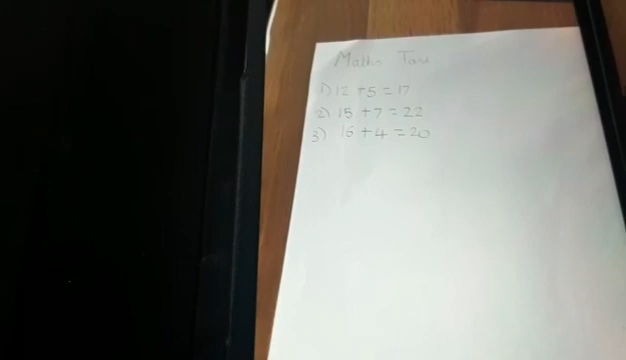 Maths
1) 12 + 5 = 17
2) 15 + 7 = 22
3) 16 + 4 = 20